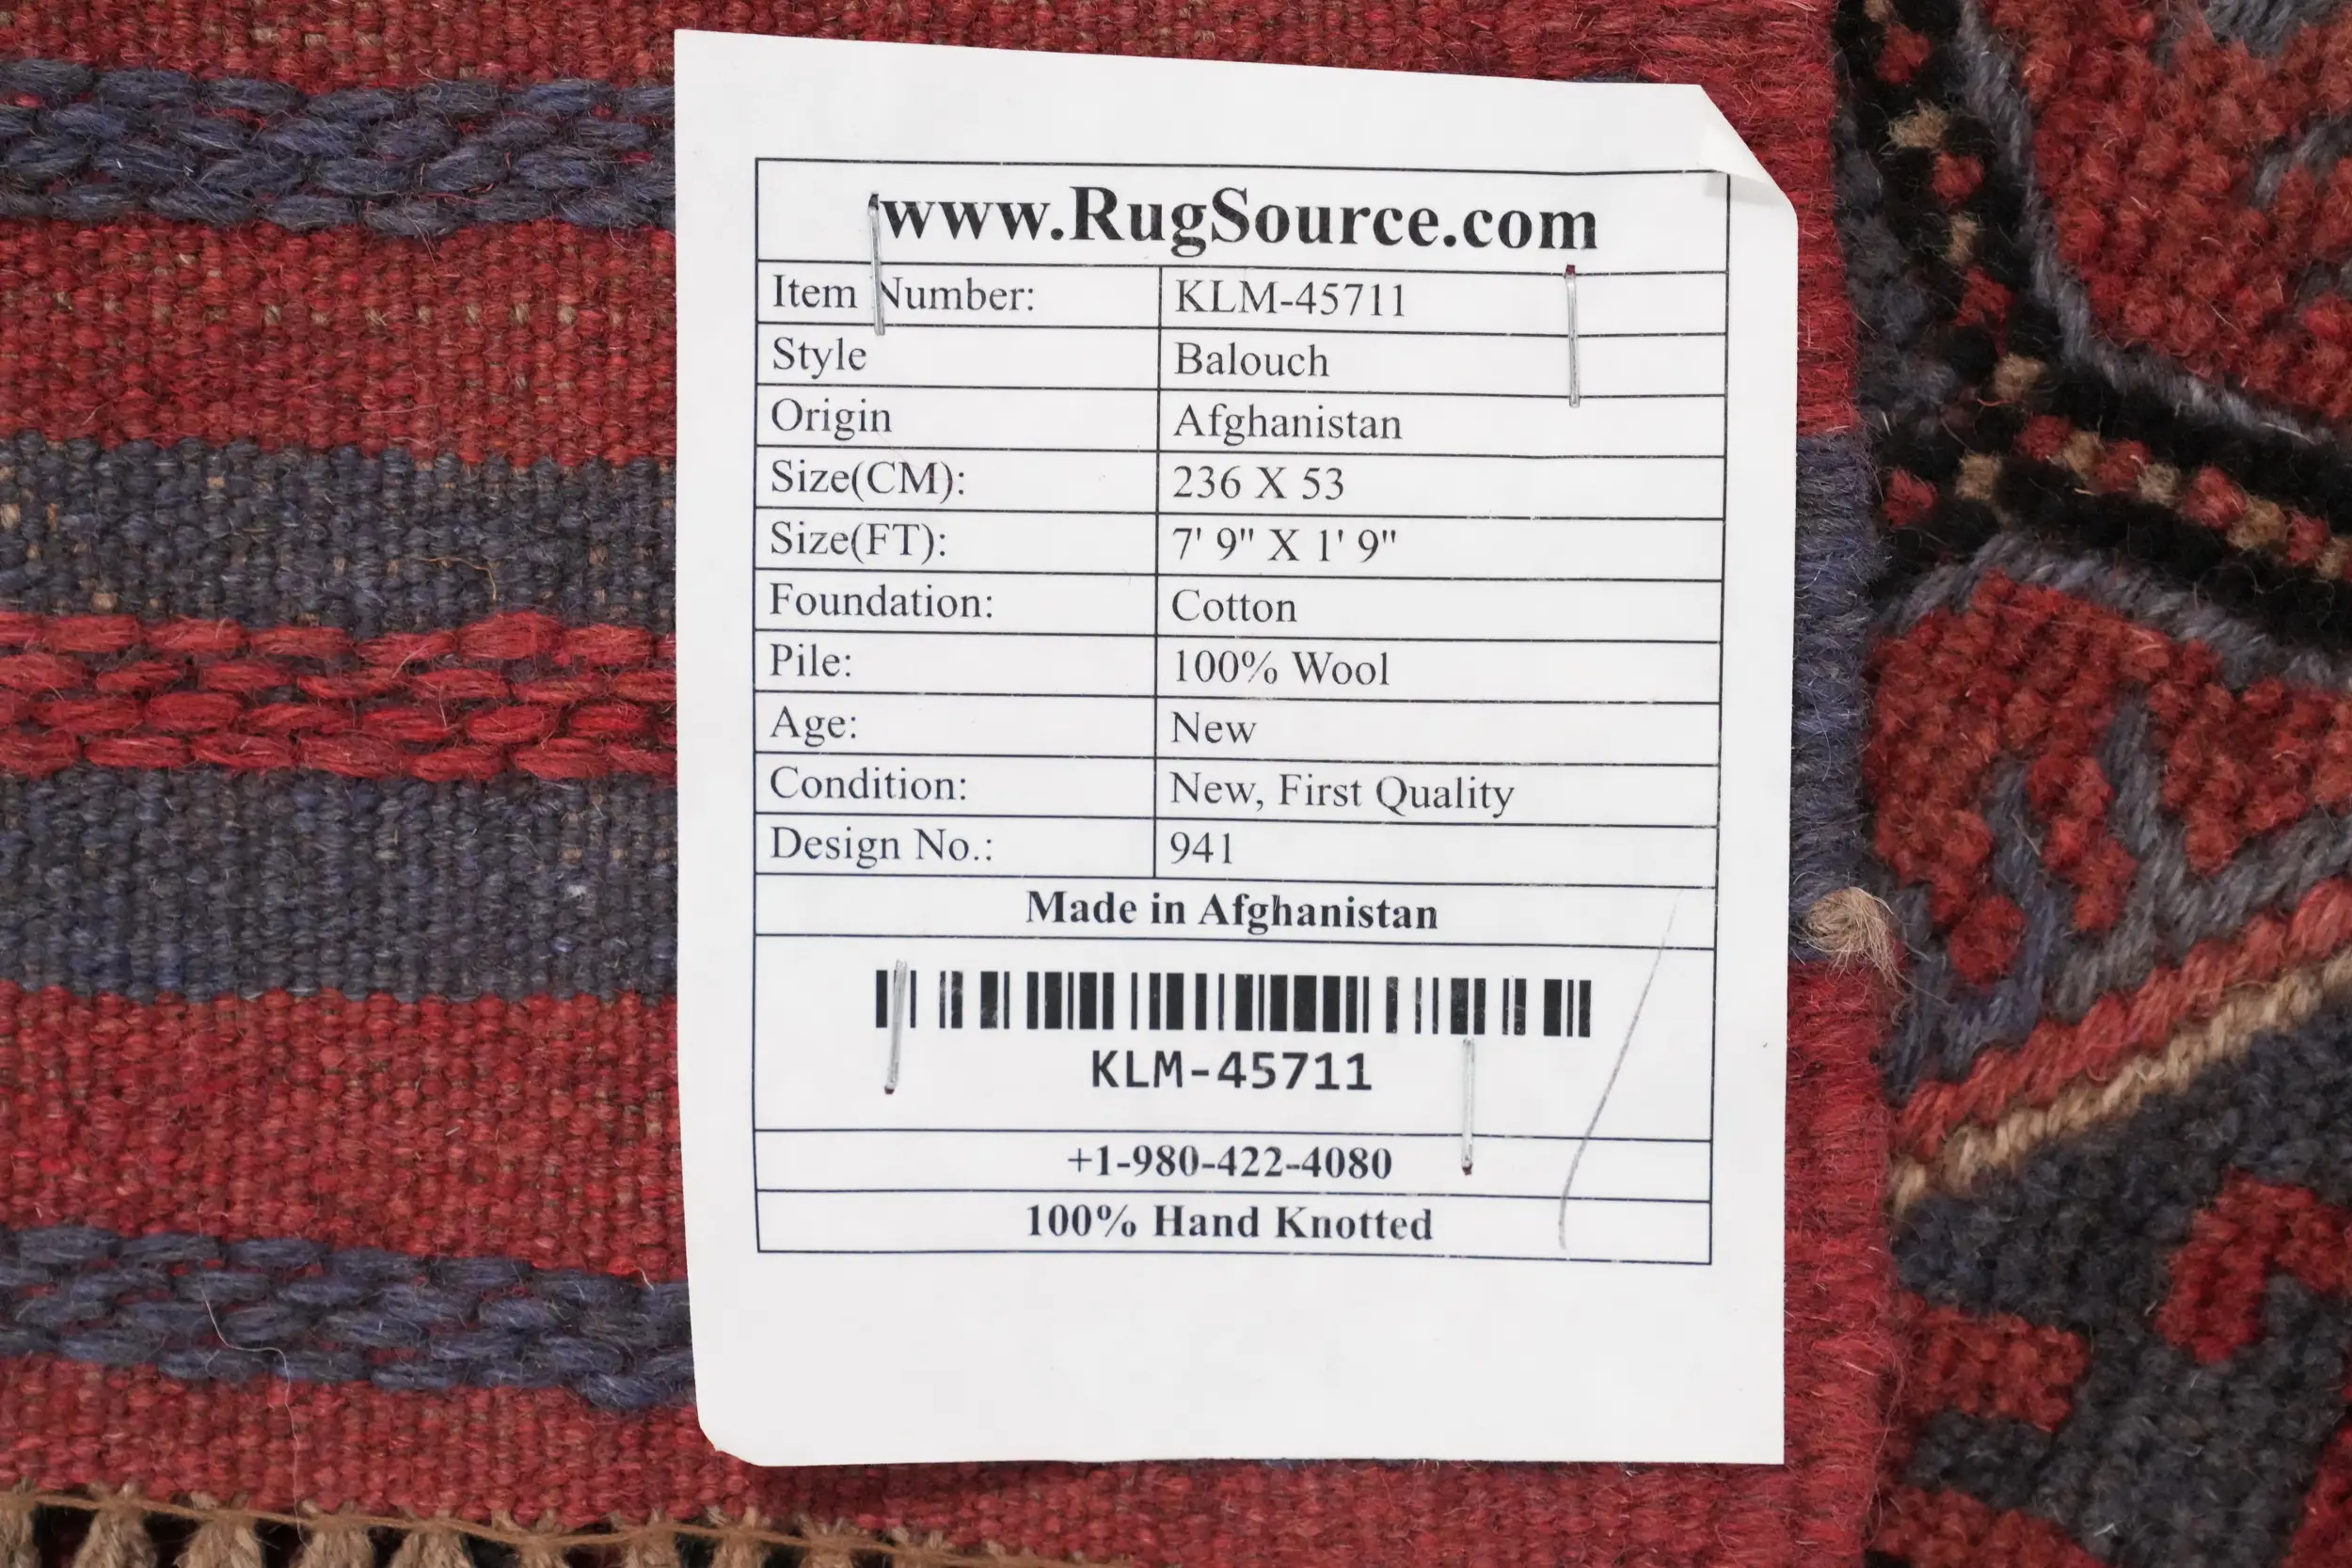 www.RugSource.com
Item Number: KLM-45711
Style Balouch
Origin Afghanistan
Size(CM): 236 X 53
Size(FT): 7' 9" X 1' 9"
Foundation: Cotton
Pile: 100% Wool
Age: New
Condition: New, First Quality
Design No.: 941
Made in Afghanistan
KLM-45711
+1-980-422-4080
100% Hand Knotted